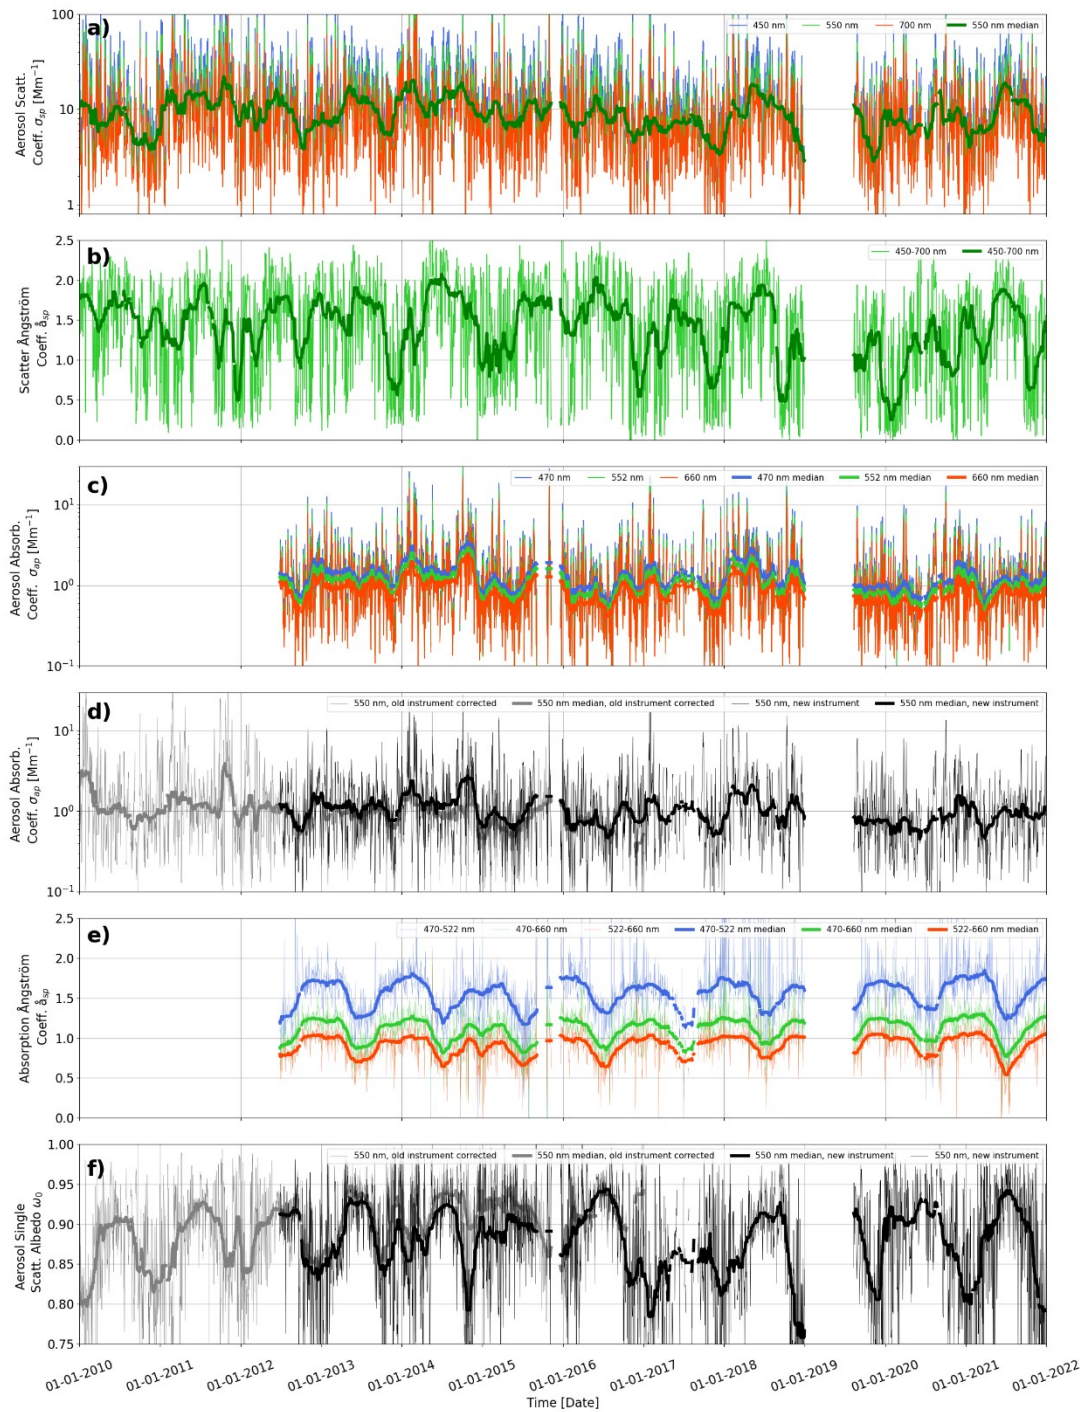 a)
450 nm 550 nm 700 nm 550 nm median
100
10
1
Aerosol Scatt.
Coeff. σsp [Mm−1]
b)
450-700 nm 450-700 nm
2.5
2.0
1.5
1.0
0.5
0.0
Scatter Ångström
Coeff. åsp
c)
470 nm 552 nm 660 nm 470 nm median 552 nm median 660 nm median
10^1
10^0
10^−1
Aerosol Absorb.
Coeff. σap [Mm−1]
d)
550 nm, old instrument corrected 550 nm median, old instrument corrected 550 nm, new instrument 550 nm median, new instrument
10^1
10^0
10^−1
Aerosol Absorb.
Coeff. σap [Mm−1]
e)
470-522 nm 470-660 nm 522-660 nm 470-522 nm median 470-660 nm median 522-660 nm median
2.5
2.0
1.5
1.0
0.5
0.0
Absorption Ångström
Coeff. åsp
f)
550 nm, old instrument corrected 550 nm median, old instrument corrected 550 nm median, new instrument 550 nm, new instrument
1.00
0.95
0.90
0.85
0.80
0.75
Aerosol Single
Scatt. Albedo ω0
01-01-2010 01-01-2011 01-01-2012 01-01-2013 01-01-2014 01-01-2015 01-01-2016 01-01-2017 01-01-2018 01-01-2019 01-01-2020 01-01-2021 01-01-2022
Time [Date]